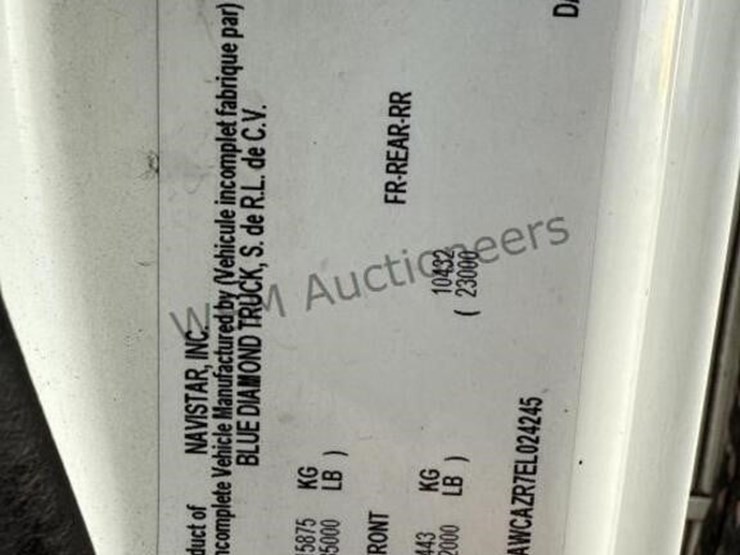 duct of NAVISTAR, INC.
ncomplete Vehicle Manufactured by (Vehicule incomplet fabrique par)
BLUE DIAMOND TRUCK, S. de R.L. de C.V.
5875 KG
5000 LB )
RONT FR-REAR-RR
443 KG 10432
2000 LB ) ( 23000
AWCAZR7EL024245
DA
Auctioneers